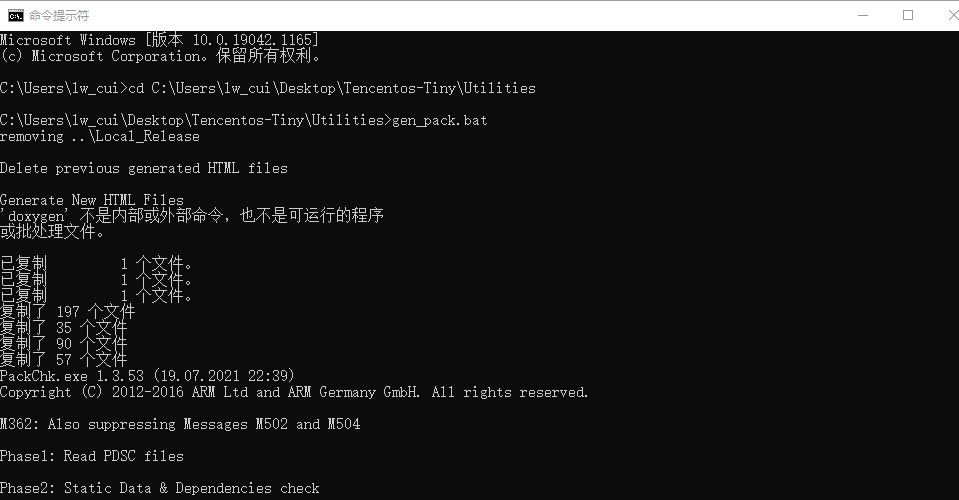 命令提示符
Microsoft Windows [版本 10.0.19042.1165]
(c) Microsoft Corporation。保留所有权利。
C:\Users\lw_cui>cd C:\Users\lw_cui\Desktop\Tencentos-Tiny\Utilities
C:\Users\lw_cui\Desktop\Tencentos-Tiny\Utilities>gen_pack.bat
removing ..\Local_Release
Delete previous generated HTML files
Generate New HTML Files
'doxygen' 不是内部或外部命令，也不是可运行的程序
或批处理文件。
已复制         1 个文件。
已复制         1 个文件。
已复制         1 个文件。
复制了 197 个文件
复制了 35 个文件
复制了 90 个文件
复制了 57 个文件
PackChk.exe 1.3.53 (19.07.2021 22:39)
Copyright (C) 2012-2016 ARM Ltd and ARM Germany GmbH. All rights reserved.
M362: Also suppressing Messages M502 and M504
Phase1: Read PDSC files
Phase2: Static Data & Dependencies check